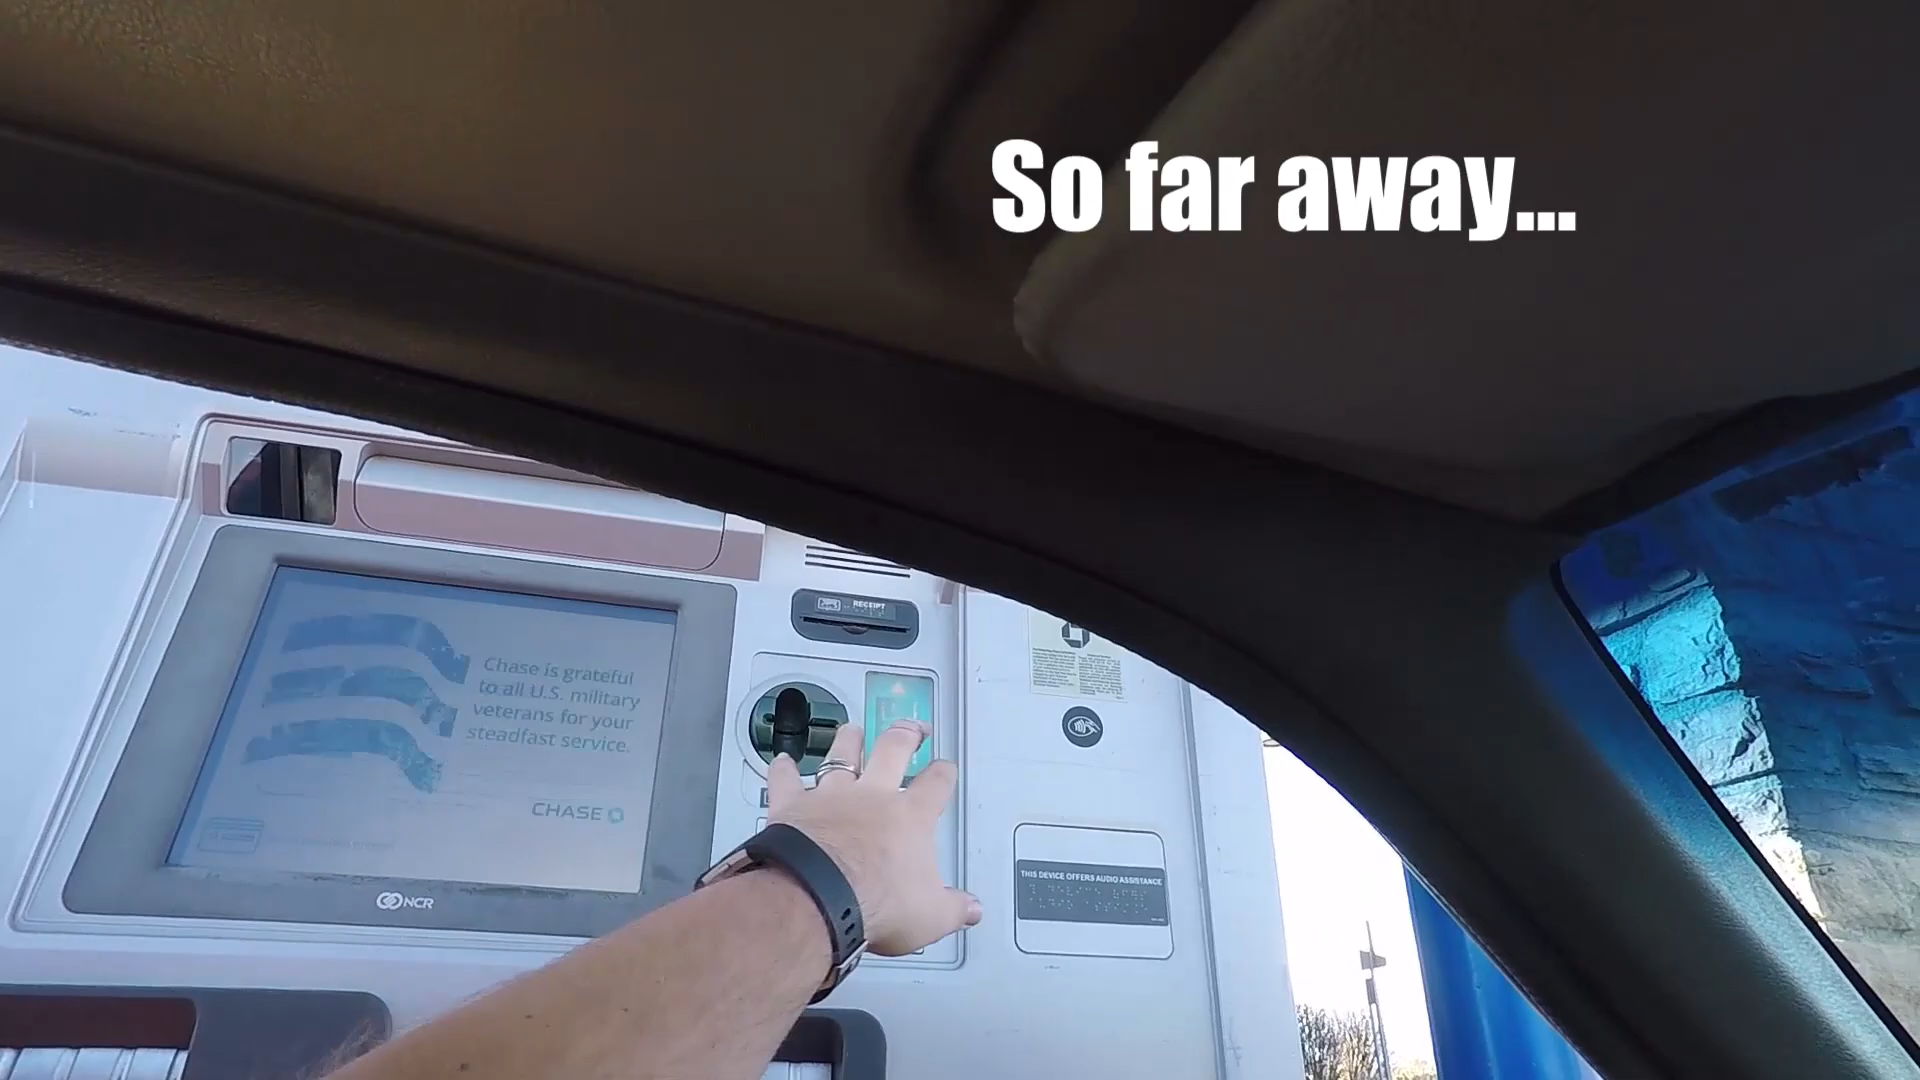 So far away...
RECEIPT
Chase is grateful
to all U.S. military
veterans for your
steadfast service.
CHASE
NCR
THIS DEVICE OFFERS AUDIO ASSISTANCE